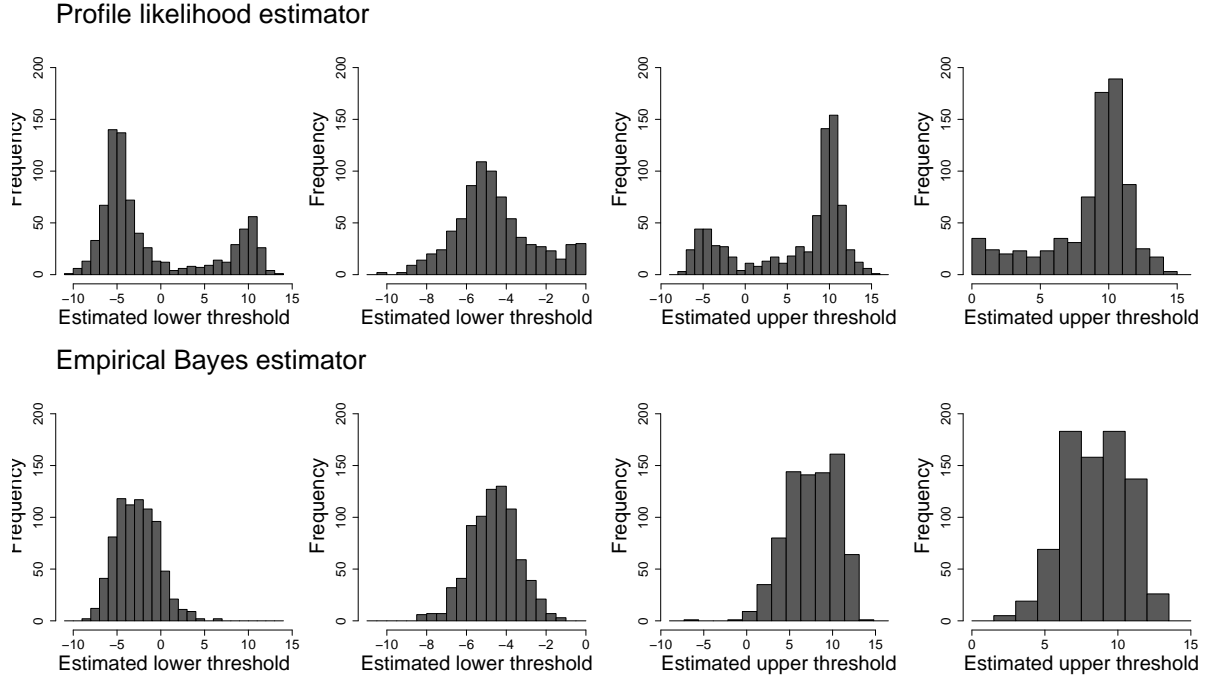 Profile likelihood estimator
Frequency
0 50 100 150 200
−10 −5 0 5 10 15
Estimated lower threshold
Frequency
0 50 100 150 200
−10 −8 −6 −4 −2 0
Estimated lower threshold
Frequency
0 50 100 150 200
−10 −5 0 5 10 15
Estimated upper threshold
Frequency
0 50 100 150 200
0 5 10 15
Estimated upper threshold
Empirical Bayes estimator
Frequency
0 50 100 150 200
−10 −5 0 5 10 15
Estimated lower threshold
Frequency
0 50 100 150 200
−10 −8 −6 −4 −2 0
Estimated lower threshold
Frequency
0 50 100 150 200
−10 −5 0 5 10 15
Estimated upper threshold
Frequency
0 50 100 150 200
5 10 15
Estimated upper threshold